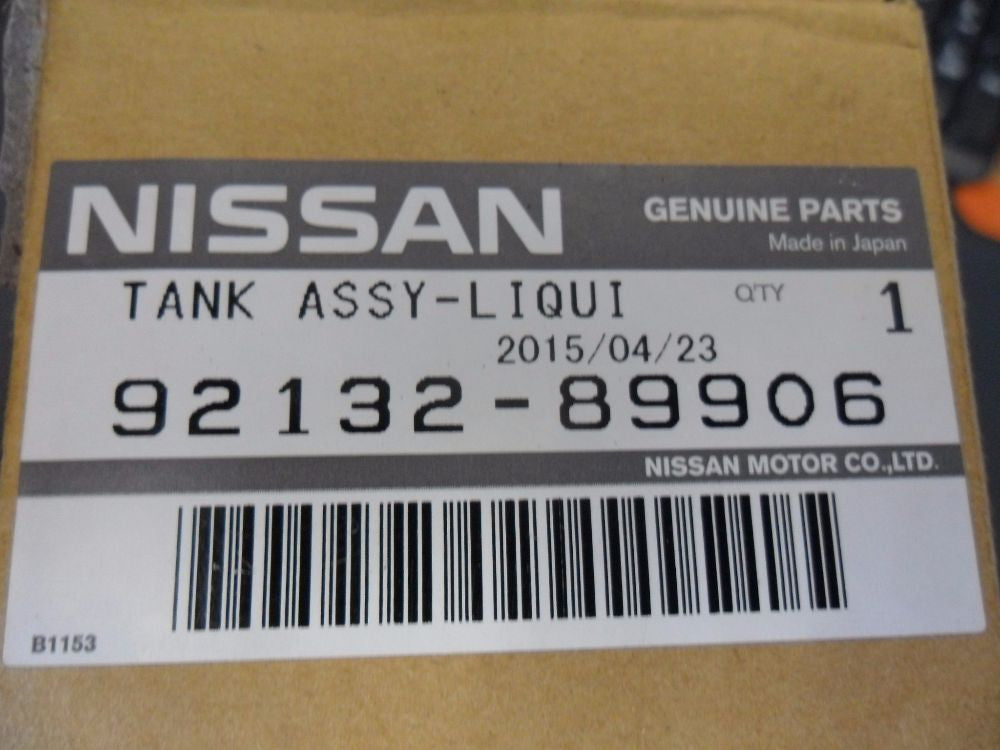 NISSAN
GENUINE PARTS
Made in Japan
TANK ASSY-LIQUI
Q'TY
1
2015/04/23
92132-89906
NISSAN MOTOR CO.,LTD.
B1153